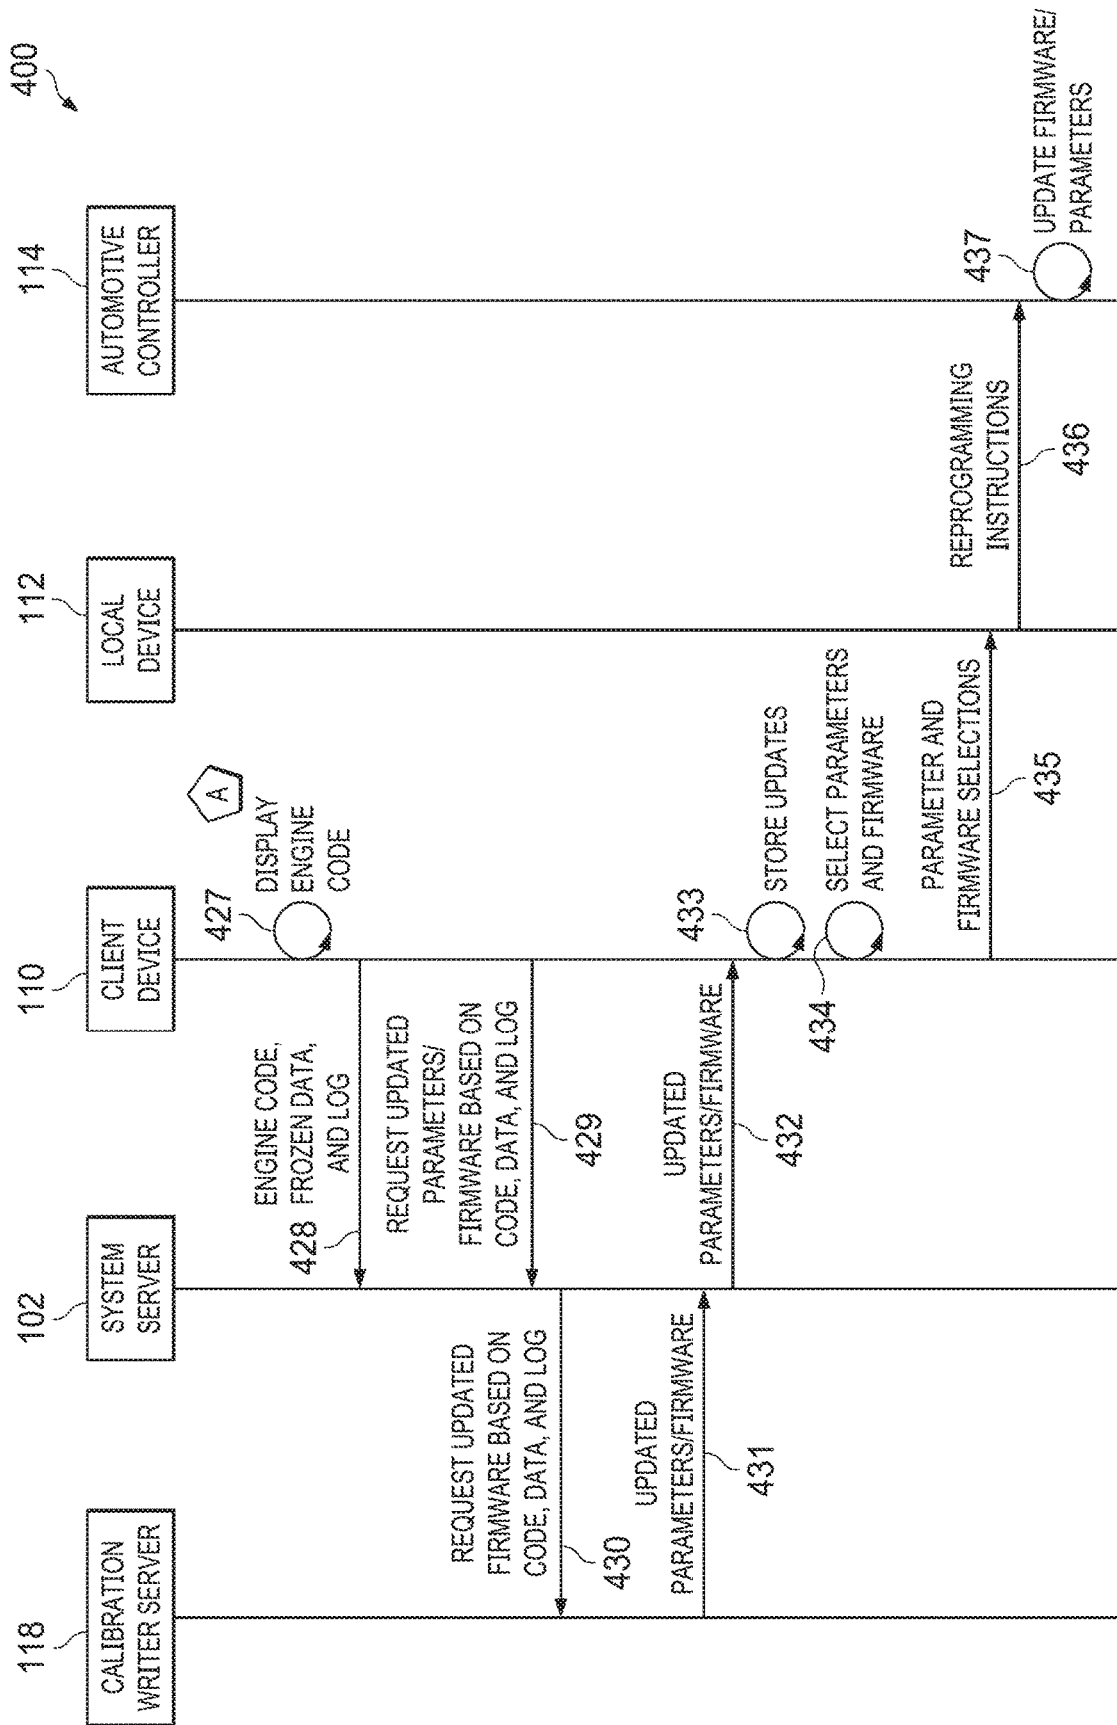 400
118
CALIBRATION
WRITER SERVER
102
SYSTEM
SERVER
110
CLIENT
DEVICE
112
LOCAL
DEVICE
114
AUTOMOTIVE
CONTROLLER
A
427
DISPLAY
ENGINE
CODE
ENGINE CODE,
428 FROZEN DATA,
AND LOG
REQUEST UPDATED
PARAMETERS/
FIRMWARE BASED ON
CODE, DATA, AND LOG
429
REQUEST UPDATED
FIRMWARE BASED ON
CODE, DATA, AND LOG
430
UPDATED
PARAMETERS/FIRMWARE
431
UPDATED
PARAMETERS/FIRMWARE
432
433
STORE UPDATES
434
SELECT PARAMETERS
AND FIRMWARE
PARAMETER AND
FIRMWARE SELECTIONS
435
REPROGRAMING
INSTRUCTIONS
436
437
UPDATE FIRMWARE/
PARAMETERS